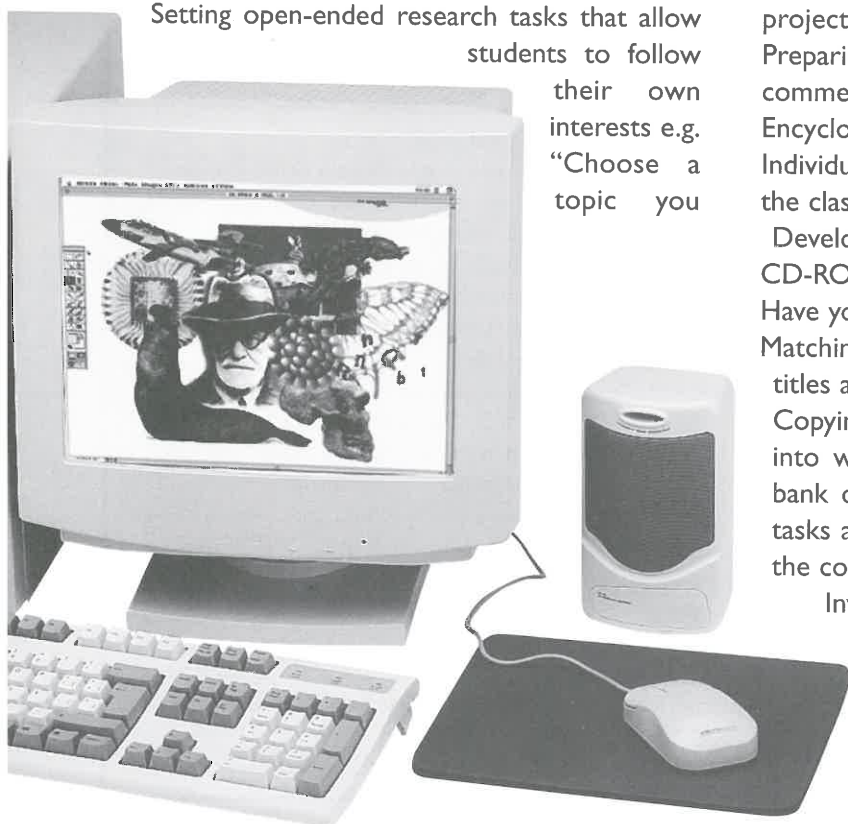 Setting open-ended research tasks that allow
students to follow
their own
interests e.g.
"Choose a
topic you
project
Prepari
comme
Encyclo
Individu
the clas
Develo
CD-RO
Have yo
Matchin
titles a
Copyin
into w
bank o
tasks a
the co
In
n
n
b
t